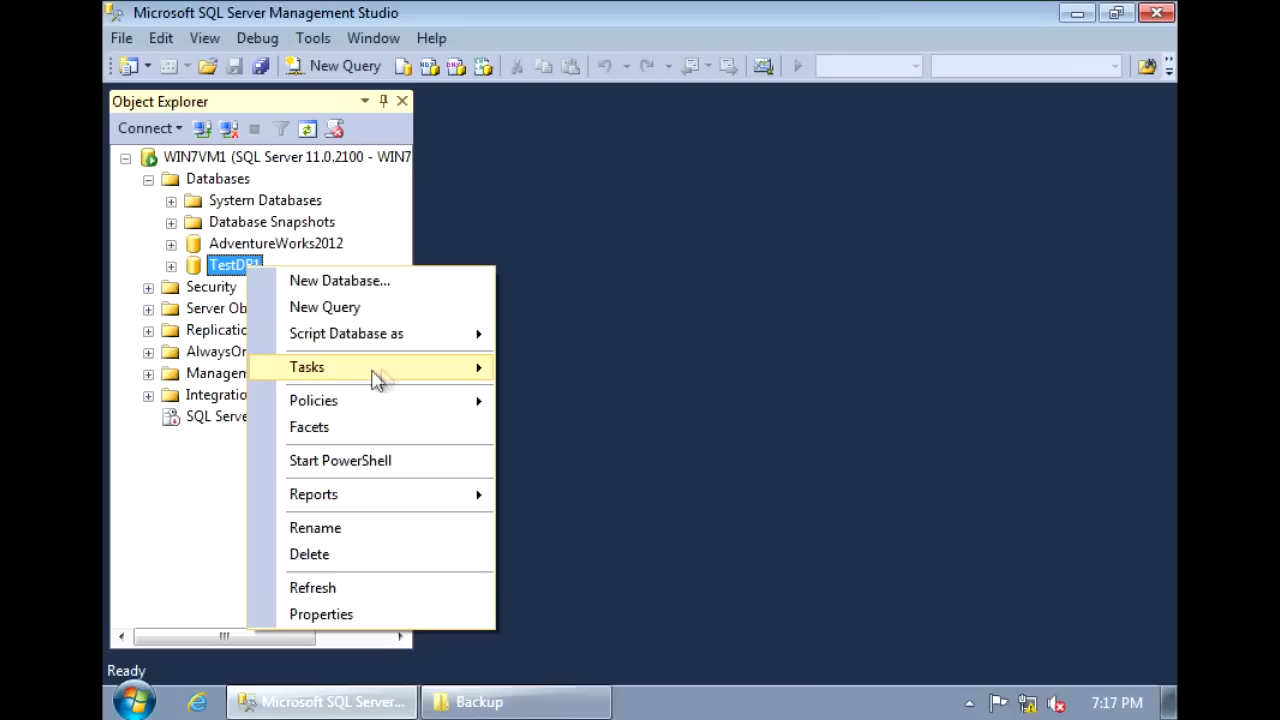 Microsoft SQL Server Management Studio
File Edit View Debug Tools Window Help
New Query
Object Explorer
Connect
WIN7VM1 (SQL Server 11.0.2100 - WIN7
Databases
System Databases
Database Snapshots
AdventureWorks2012
TestDB1
Security
Server Ob
Replicatio
AlwaysOr
Managem
Integratio
SQL Serve
New Database...
New Query
Script Database as
Tasks
Policies
Facets
Start PowerShell
Reports
Rename
Delete
Refresh
Properties
Ready
Microsoft SQL Server...
Backup
7:17 PM